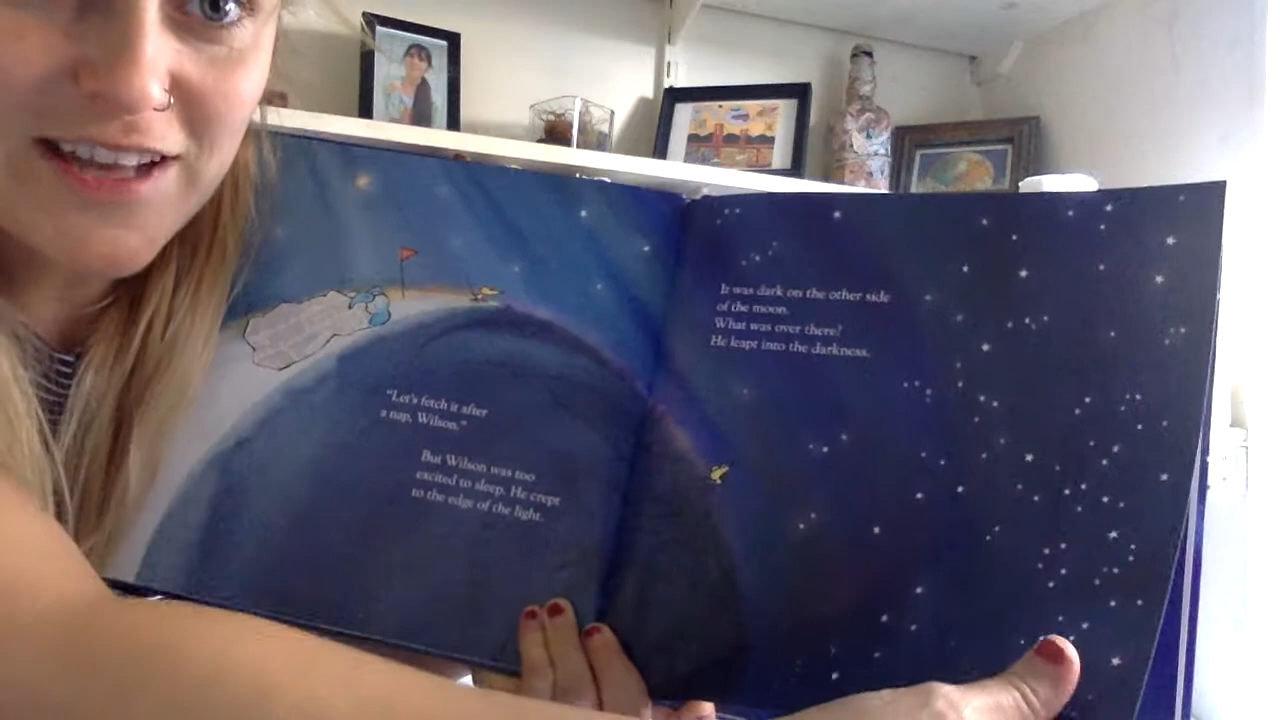 "Let's fetch it after
a nap, Wilson."
But Wilson was too
excited to sleep. He crept
to the edge of the light.
It was dark on the other side
of the moon.
What was over there?
He leapt into the darkness.